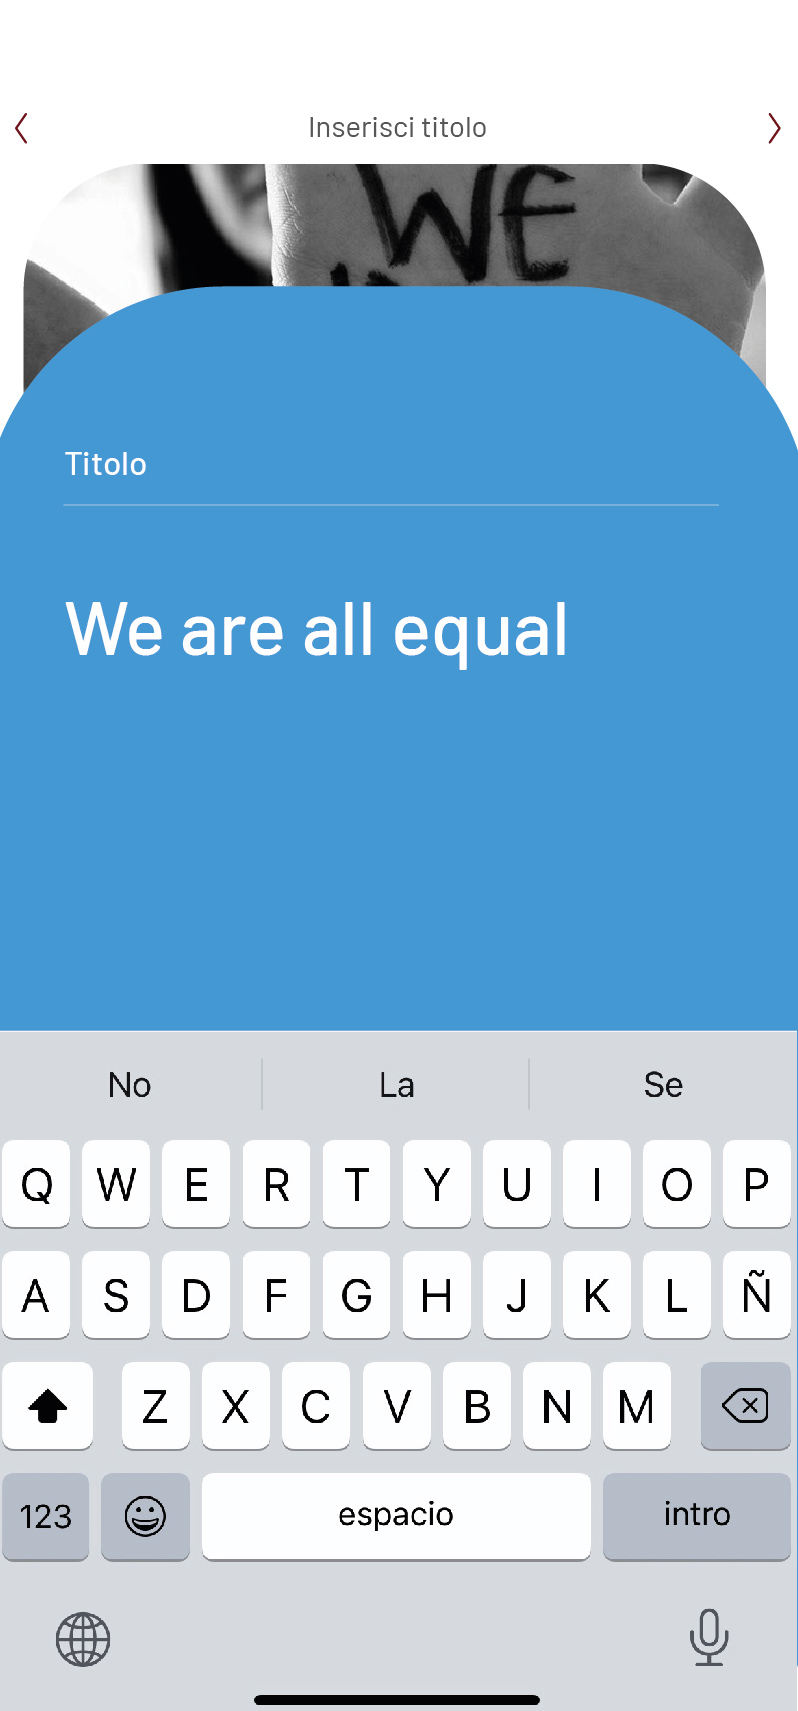 Inserisci titolo
WE
Titolo
We are all equal
No La Se
Q W E R T Y U I O P
A S D F G H J K L Ñ
Z X C V B N M
123 espacio intro